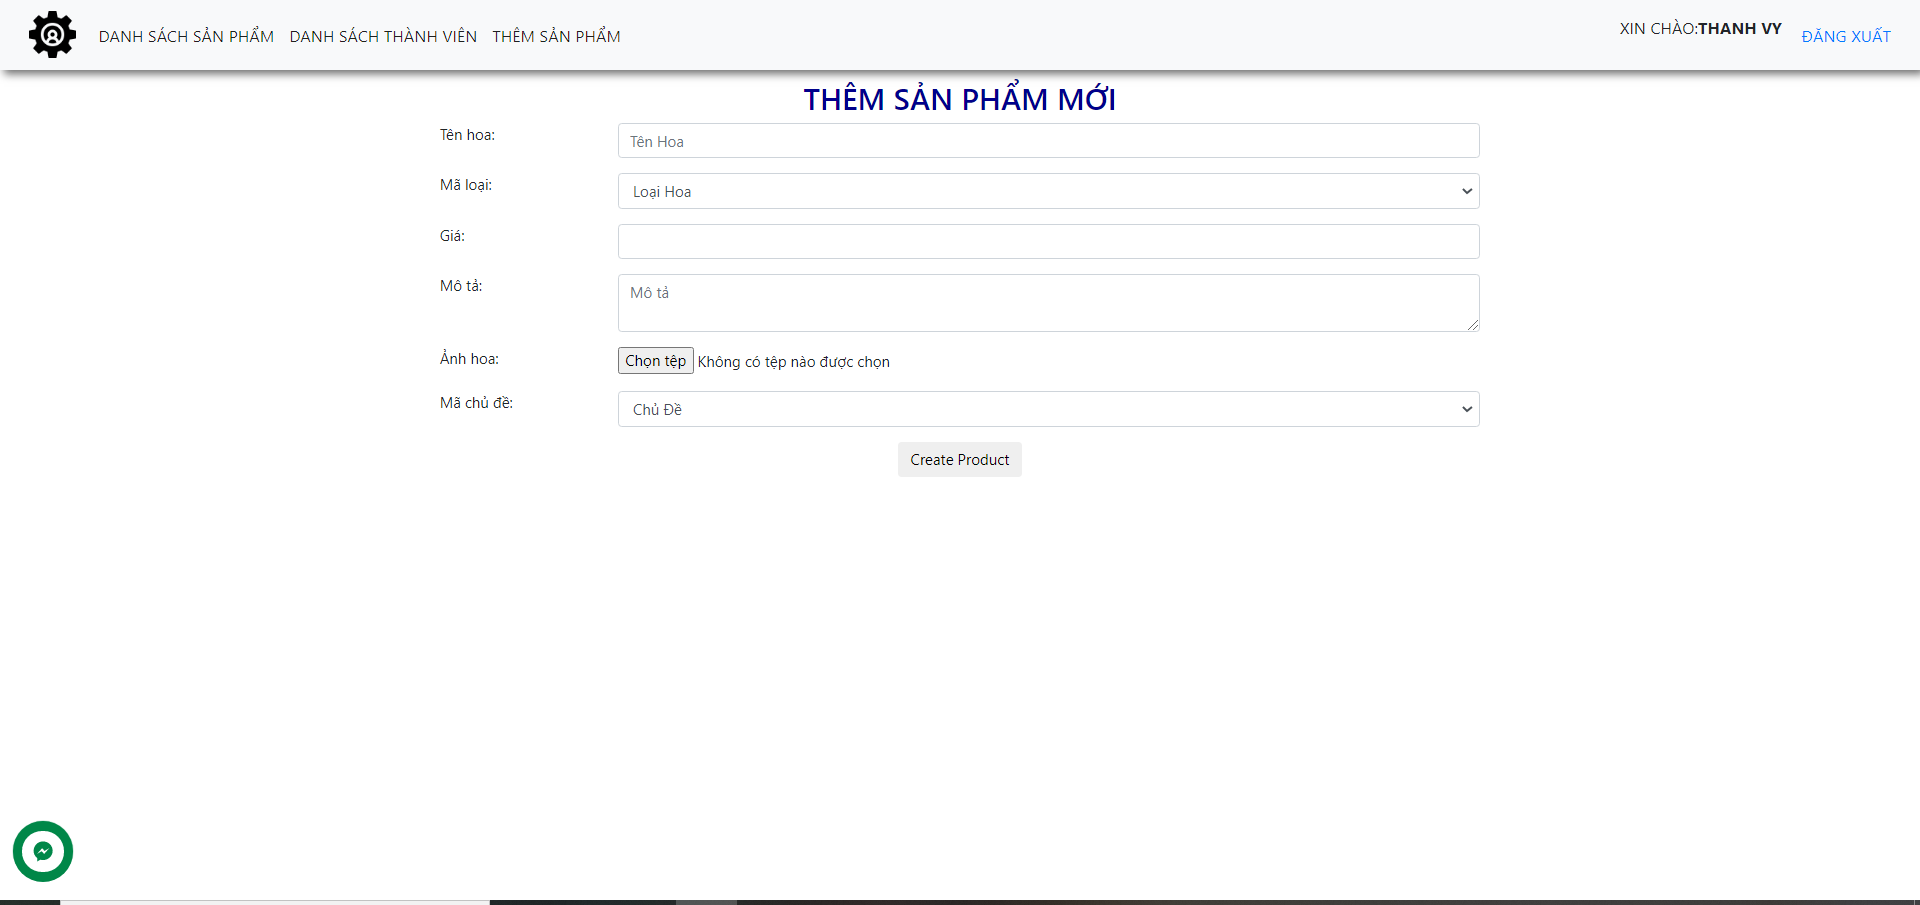 DANH SÁCH SẢN PHẨM DANH SÁCH THÀNH VIÊN THÊM SẢN PHẨM XIN CHÀO:THANH VY ĐĂNG XUẤT
THÊM SẢN PHẨM MỚI
Tên hoa: Tên Hoa
Mã loại: Loại Hoa
Giá:
Mô tả: Mô tả
Ảnh hoa: Chọn tệp Không có tệp nào được chọn
Mã chủ đề: Chủ Đề
Create Product